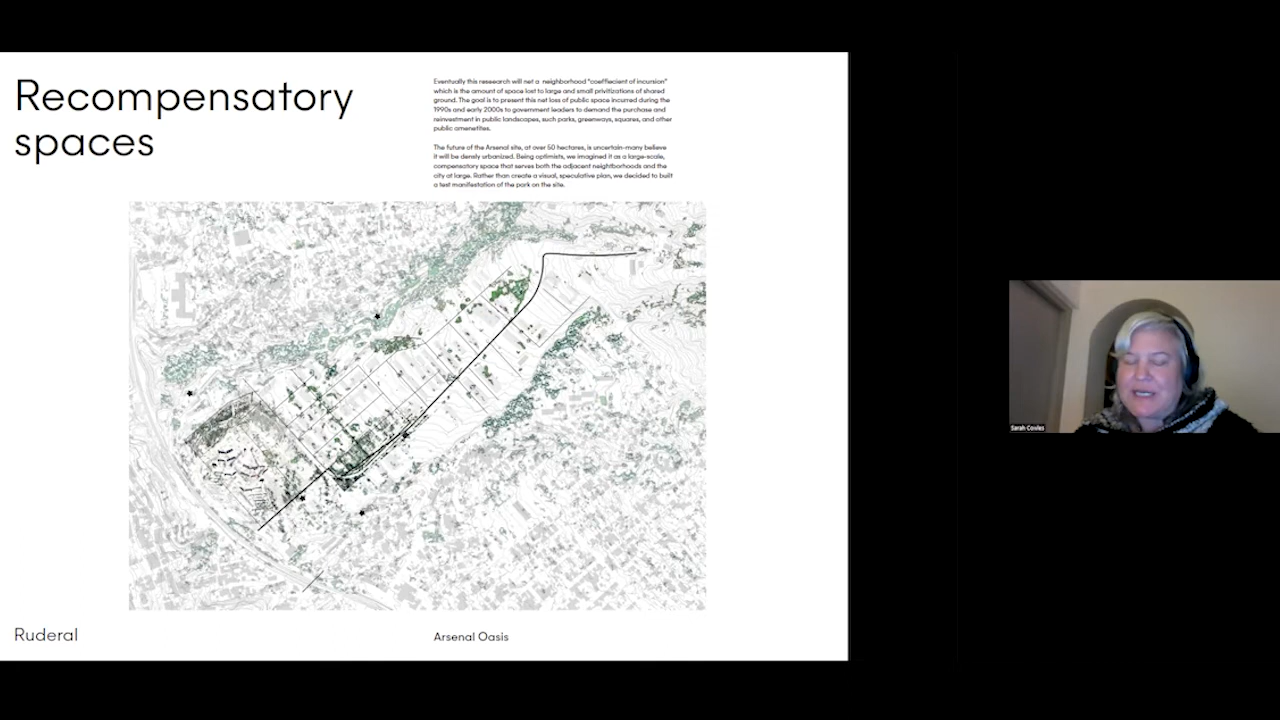 Recompensatory
spaces
Eventually this research will net a neighborhood "coeffiecient of incursion"
which is the amount of space lost to large and small privitizations of shared
ground. The goal is to present this net loss of public space incurred during the
1990s and early 2000s to government leaders to demand the purchase and
reinvestment in public landscapes, such parks, greenways, squares, and other
public amenetites.
The future of the Arsenal site, at over 50 hectares, is uncertain-many believe
it will be densly urbanized. Being optimists, we imagined it as a large-scale,
compensatory space that serves both the adjacent neightborhoods and the
city at large. Rather than create a visual, speculative plan, we decided to built
a test manifestation of the park on the site.
Ruderal
Arsenal Oasis
Sarah Cowles